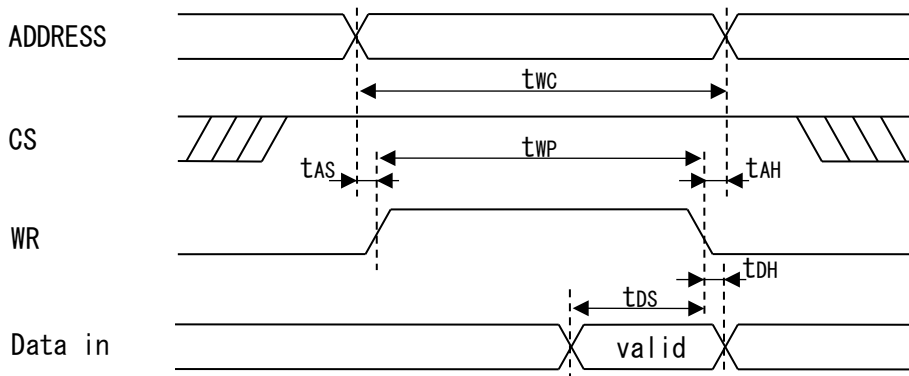 ADDRESS
tWC
CS
tWP
tAS
tAH
WR
tDH
tDS
Data in
valid